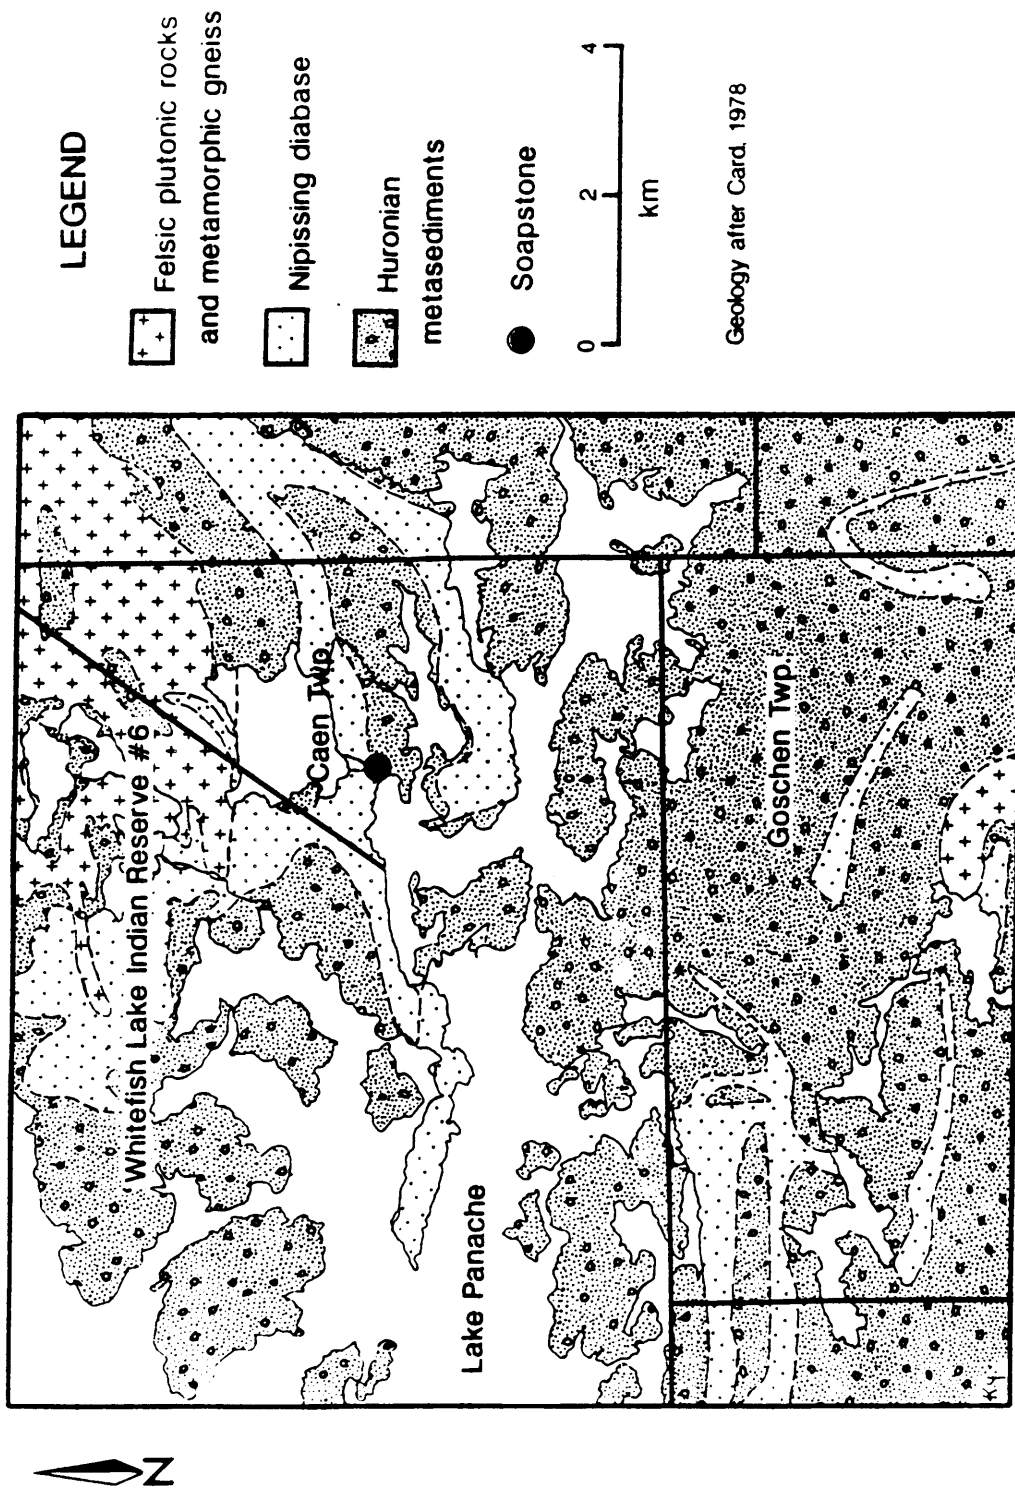 LEGEND
Felsic plutonic rocks
and metamorphic gneiss
Nipissing diabase
Huronian
metasediments
Soapstone
0 2 4
km
Geology after Card, 1978
Whitefish Lake Indian Reserve #6
Caen Twp.
Lake Panache
Goschen Twp.
K.Y.
N